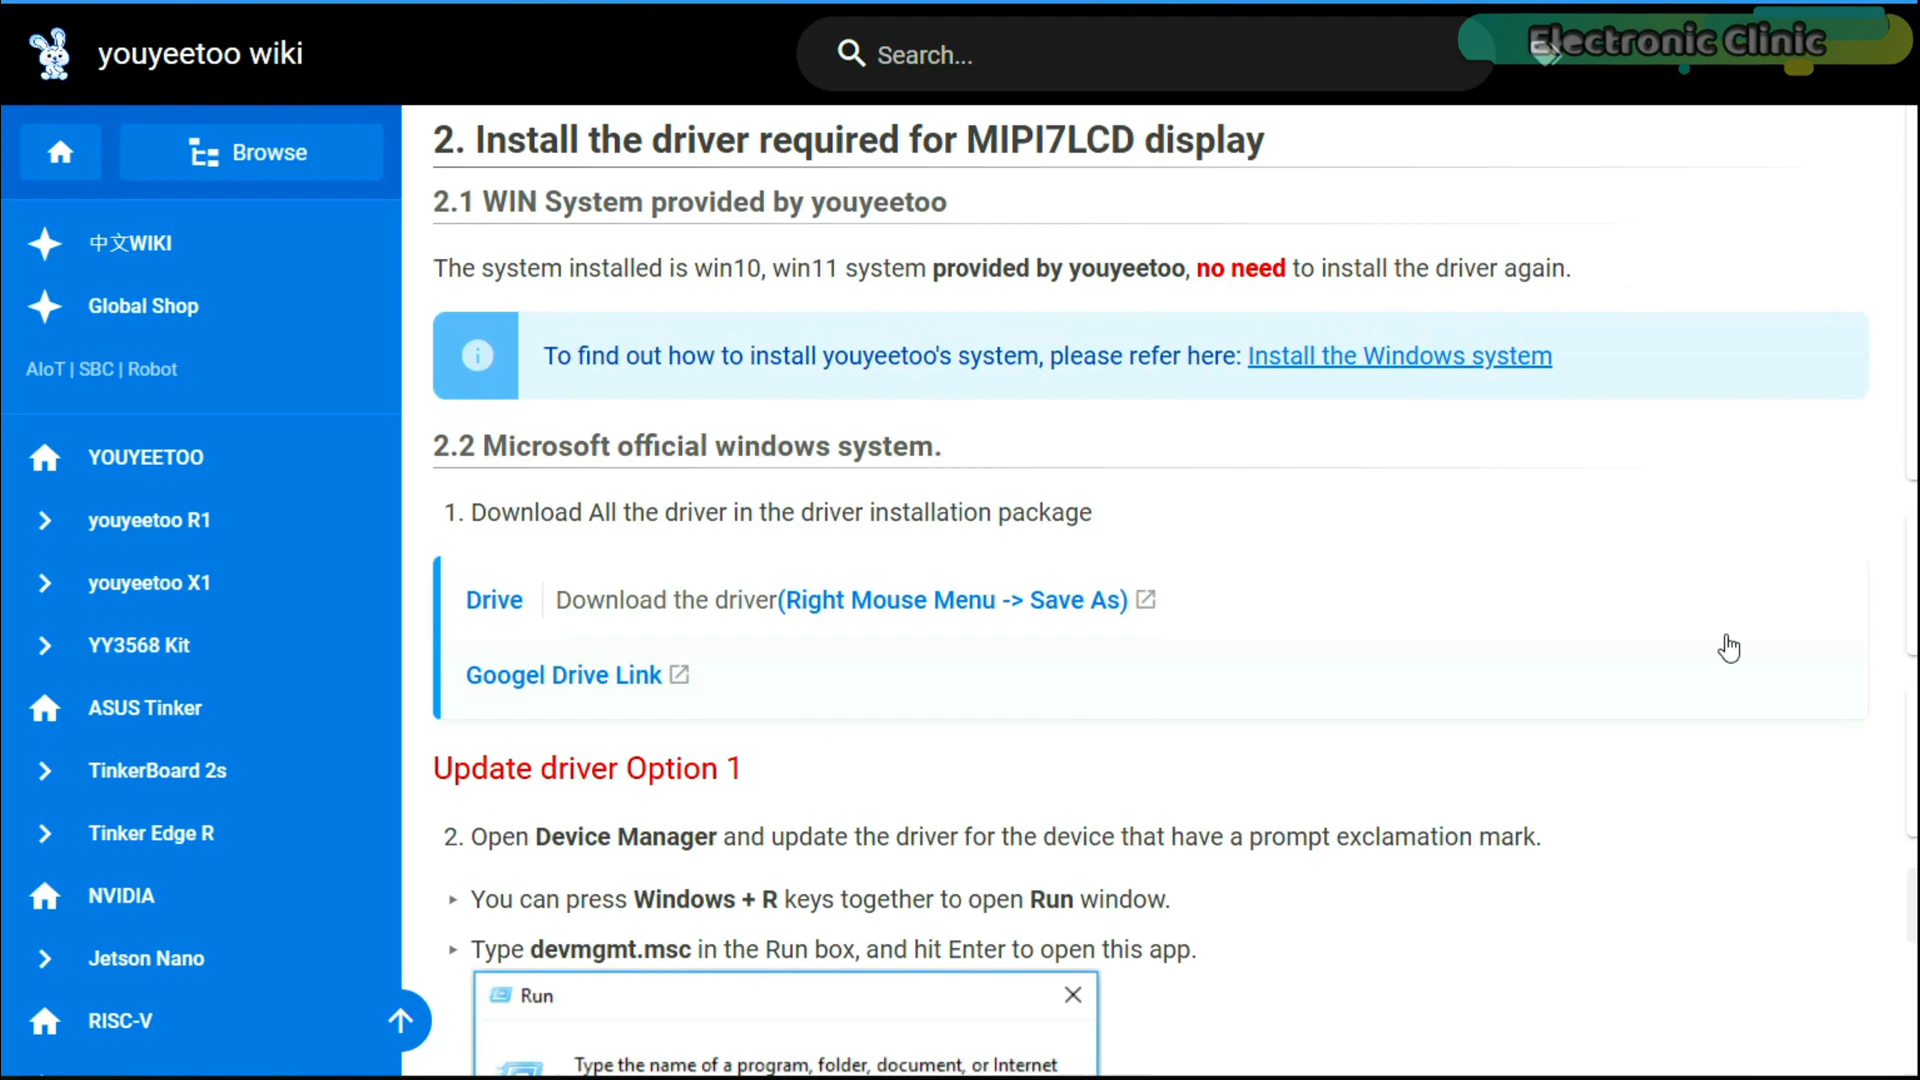 youyeetoo wiki
Search...
Electronic Clinic
Browse
中文WIKI
Global Shop
AIoT | SBC | Robot
YOUYEETOO
youyeetoo R1
youyeetoo X1
YY3568 Kit
ASUS Tinker
TinkerBoard 2s
Tinker Edge R
NVIDIA
Jetson Nano
RISC-V
2. Install the driver required for MIPI7LCD display
2.1 WIN System provided by youyeetoo
The system installed is win10, win11 system provided by youyeetoo, no need to install the driver again.
To find out how to install youyeetoo's system, please refer here: Install the Windows system
2.2 Microsoft official windows system.
1. Download All the driver in the driver installation package
Drive Download the driver(Right Mouse Menu -> Save As)
Googel Drive Link
Update driver Option 1
2. Open Device Manager and update the driver for the device that have a prompt exclamation mark.
You can press Windows + R keys together to open Run window.
Type devmgmt.msc in the Run box, and hit Enter to open this app.
Run
Type the name of a program, folder, document, or Internet